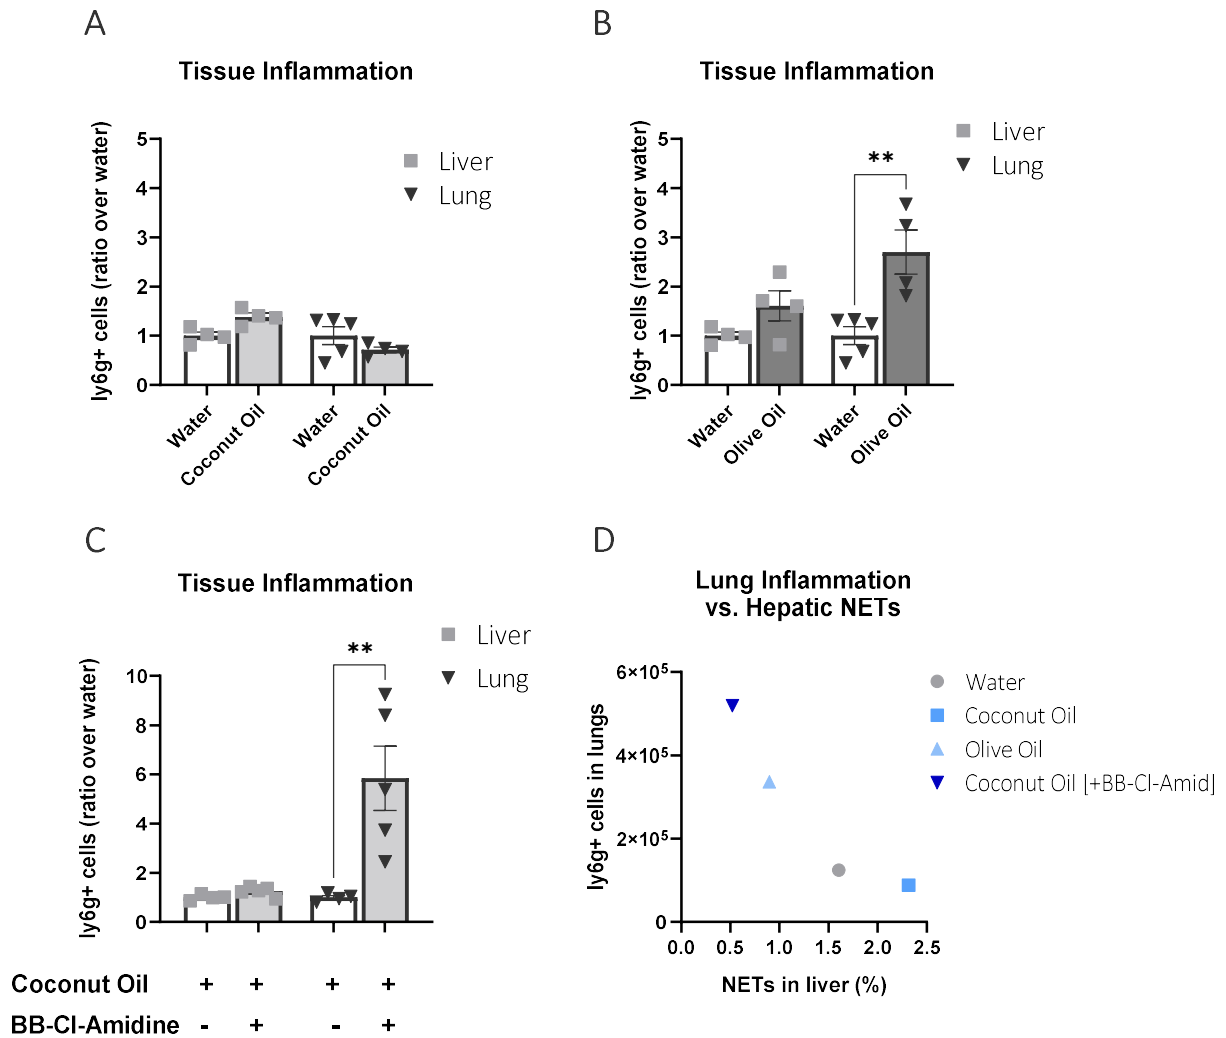 A
Tissue Inflammation
ly6g+ cells (ratio over water)
5
4
3
2
1
0
Liver
Lung
Water
Coconut Oil
Water
Coconut Oil
B
Tissue Inflammation
ly6g+ cells (ratio over water)
5
4
3
2
1
0
**
Liver
Lung
Water
Olive Oil
Water
Olive Oil
C
Tissue Inflammation
ly6g+ cells (ratio over water)
10
8
6
4
2
0
**
Liver
Lung
Coconut Oil + + + +
BB-Cl-Amidine - + - +
D
Lung Inflammation
vs. Hepatic NETs
ly6g+ cells in lungs
6×10⁵
4×10⁵
2×10⁵
0
0.0 0.5 1.0 1.5 2.0 2.5
NETs in liver (%)
Water
Coconut Oil
Olive Oil
Coconut Oil [+BB-Cl-Amid]